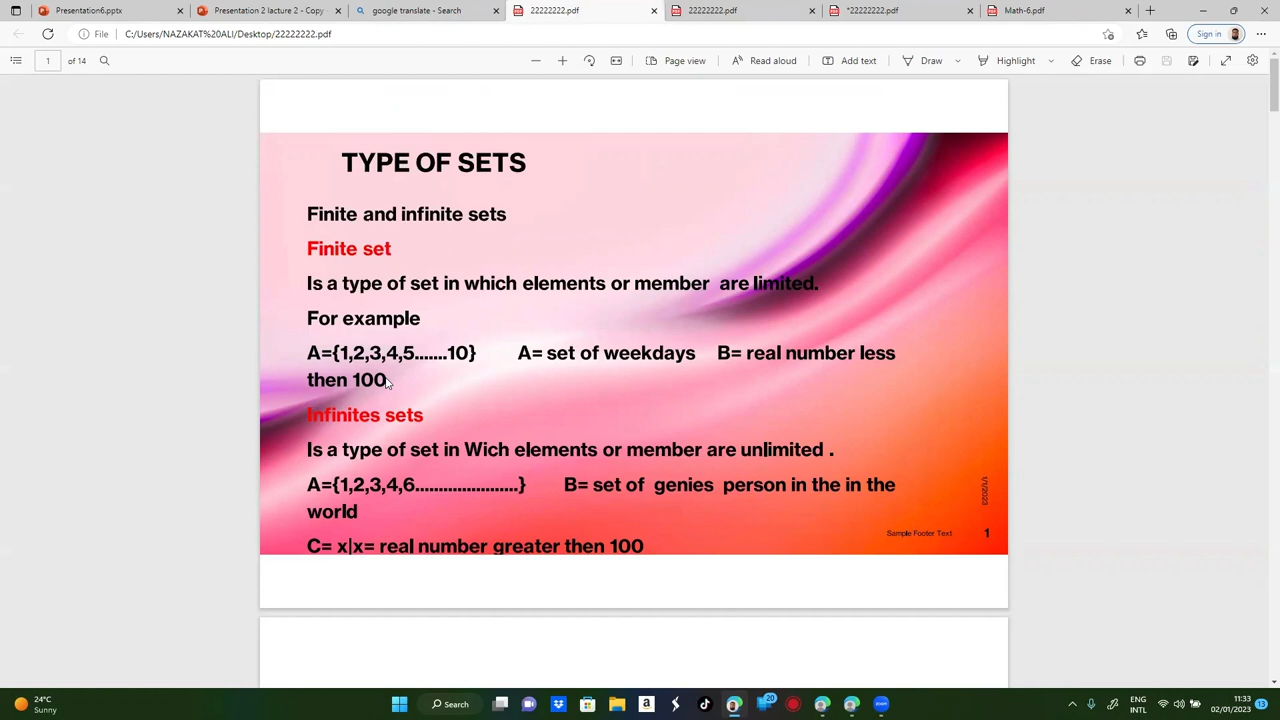 Presentation6.pptx
Presentation 2 lecture 2 - Copy
google translate - Search
22222222.pdf
22222222.pdf
*22222222.pdf
Math-6.pdf
File
C:/Users/NAZAKAT%20ALI/Desktop/22222222.pdf
Sign in
1
of 14
Page view
Read aloud
Add text
Draw
Highlight
Erase
TYPE OF SETS
Finite and infinite sets
Finite set
Is a type of set in which elements or member are limited.
For example
A={1,2,3,4,5.......10} A= set of weekdays B= real number less
then 100
Infinites sets
Is a type of set in Wich elements or member are unlimited .
A={1,2,3,4,6......................} B= set of genies person in the in the
world
C= x|x= real number greater then 100
1/1/2023
Sample Footer Text
1
24°C
Sunny
Search
20
zoom
ENG
INTL
11:33
02/01/2023
13